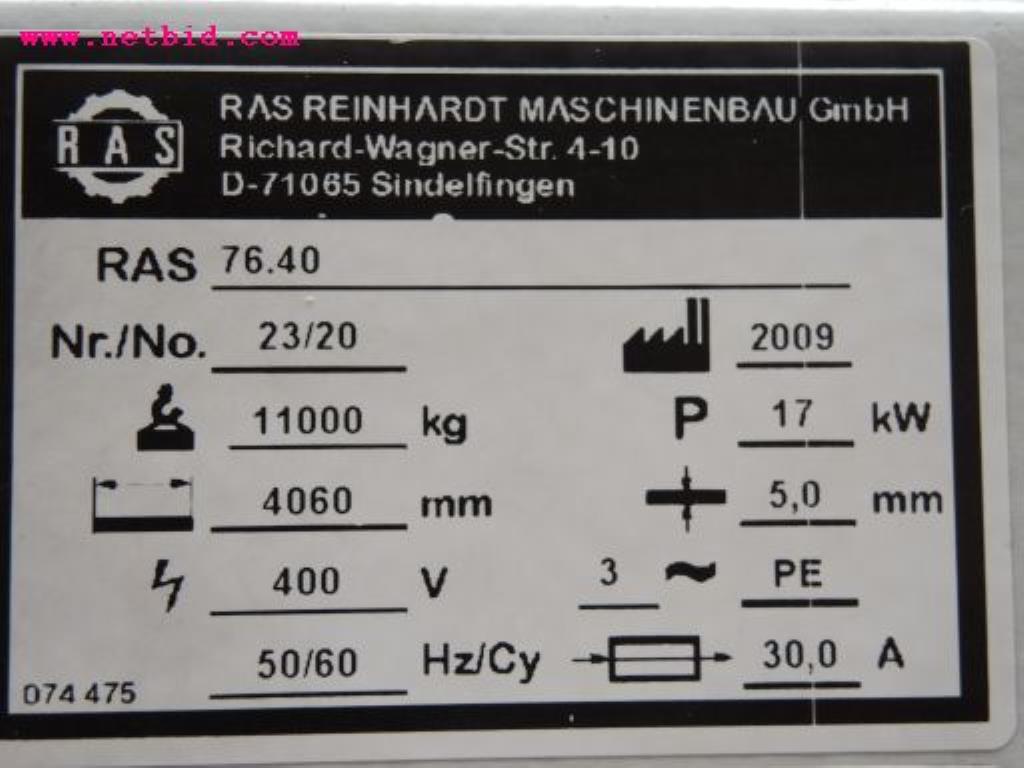 www.netbid.com
RAS
RAS REINHARDT MASCHINENBAU GmbH
Richard-Wagner-Str. 4-10
D-71065 Sindelfingen
RAS 76.40
Nr./No. 23/20 2009
11000 kg P 17 kW
4060 mm 5,0 mm
400 V 3 ~ PE
50/60 Hz/Cy 30,0 A
074 475